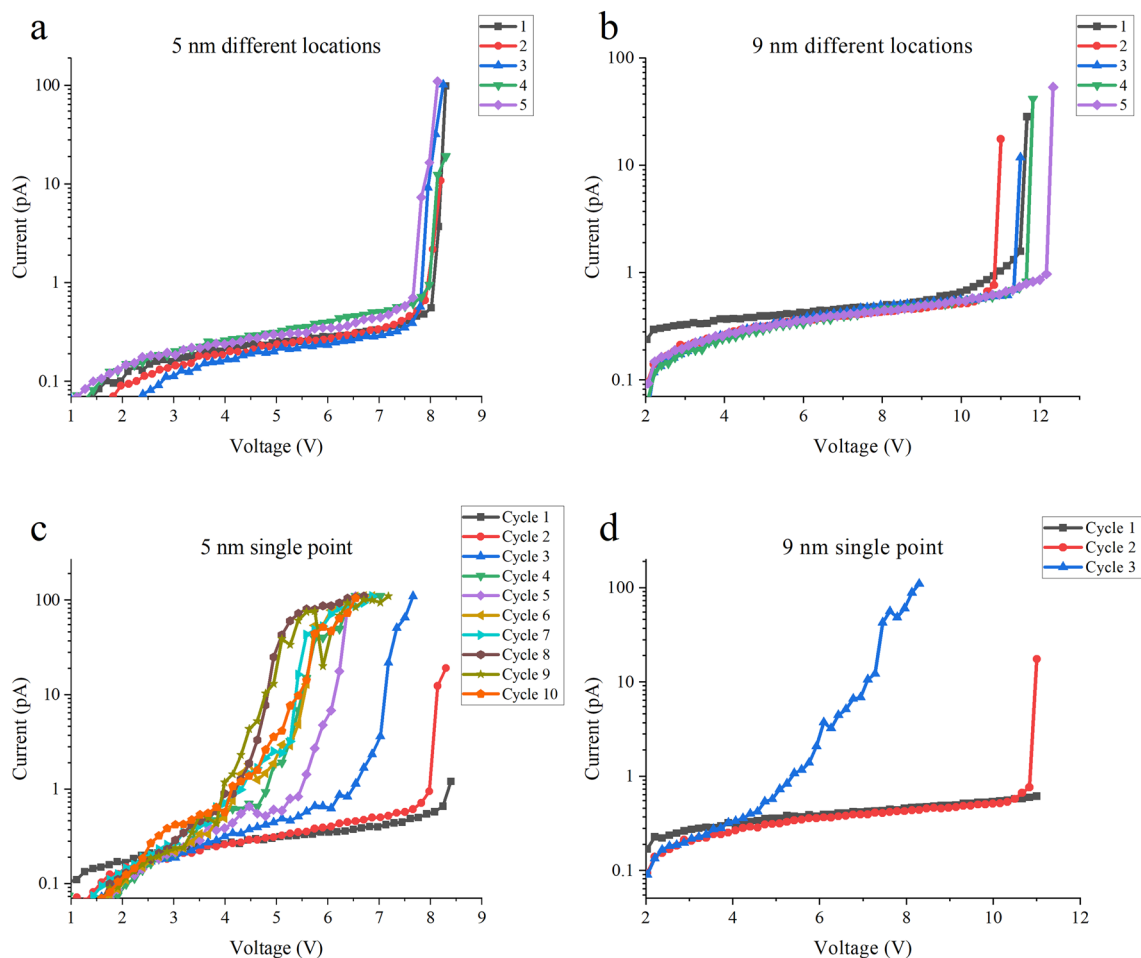 a
5 nm different locations
1
2
3
4
5
100
10
1
0.1
Current (pA)
1 2 3 4 5 6 7 8 9
Voltage (V)
b
9 nm different locations
1
2
3
4
5
100
10
1
0.1
Current (pA)
2 4 6 8 10 12
Voltage (V)
c
5 nm single point
Cycle 1
Cycle 2
Cycle 3
Cycle 4
Cycle 5
Cycle 6
Cycle 7
Cycle 8
Cycle 9
Cycle 10
100
10
1
0.1
Current (pA)
1 2 3 4 5 6 7 8 9
Voltage (V)
d
9 nm single point
Cycle 1
Cycle 2
Cycle 3
100
10
1
0.1
Current (pA)
2 4 6 8 10 12
Voltage (V)